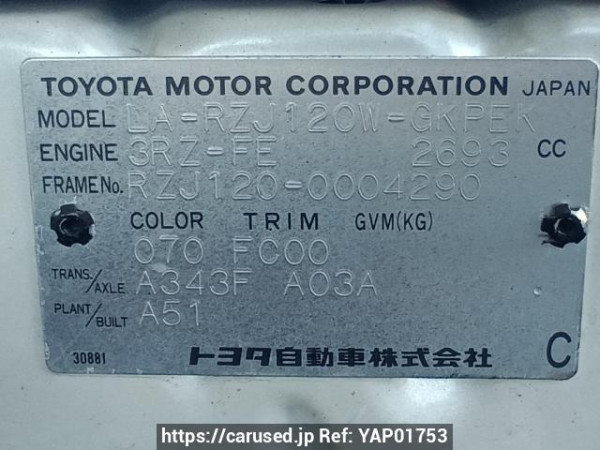 TOYOTA MOTOR CORPORATION JAPAN
MODEL LA-RZJ120W-GKPEK
ENGINE 3RZ-FE 2693 CC
FRAME No. RZJ120-0004290
COLOR TRIM GVM(KG)
070 FC00
TRANS./AXLE A343F A03A
PLANT/BUILT A51
30881 トヨタ自動車株式会社 C
https://carused.jp Ref: YAP01753